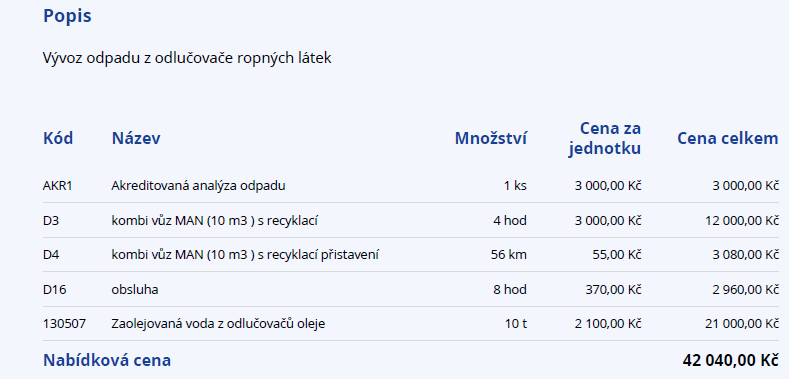 Popis
Vývoz odpadu z odlučovače ropných látek
Kód Název Množství Cena za jednotku Cena celkem
AKR1 Akreditovaná analýza odpadu 1 ks 3 000,00 Kč 3 000,00 Kč
D3 kombi vůz MAN (10 m3 ) s recyklací 4 hod 3 000,00 Kč 12 000,00 Kč
D4 kombi vůz MAN (10 m3 ) s recyklací přistavení 56 km 55,00 Kč 3 080,00 Kč
D16 obsluha 8 hod 370,00 Kč 2 960,00 Kč
130507 Zaolejovaná voda z odlučovačů oleje 10 t 2 100,00 Kč 21 000,00 Kč
Nabídková cena 42 040,00 Kč